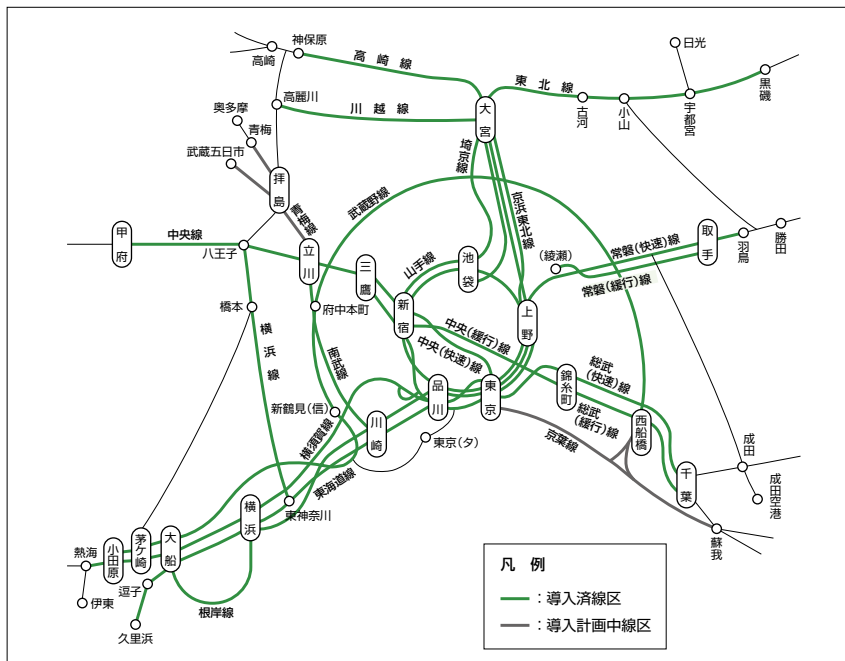 神保原
高崎
高崎線
日光
東北線
黒磯
高麗川
川越線
大宮
古河
小山
宇都宮
奥多摩
青梅
武蔵五日市
拝島
青梅線
埼京線
武蔵野線
京浜東北線
甲府
中央線
八王子
立川
三鷹
山手線
池袋
(綾瀬)
常磐(快速)線
常磐(緩行)線
取手
羽鳥
勝田
橋本
府中本町
新宿
上野
中央(緩行)線
中央(快速)線
横浜線
南武線
新鶴見(信)
川崎
品川
東京
錦糸町
総武(快速)線
総武(緩行)線
西船橋
東京(タ)
京葉線
横須賀線
東海道線
東神奈川
横浜
千葉
成田
成田空港
蘇我
熱海
小田原
茅ケ崎
大船
伊東
逗子
久里浜
根岸線
凡 例
:導入済線区
:導入計画中線区